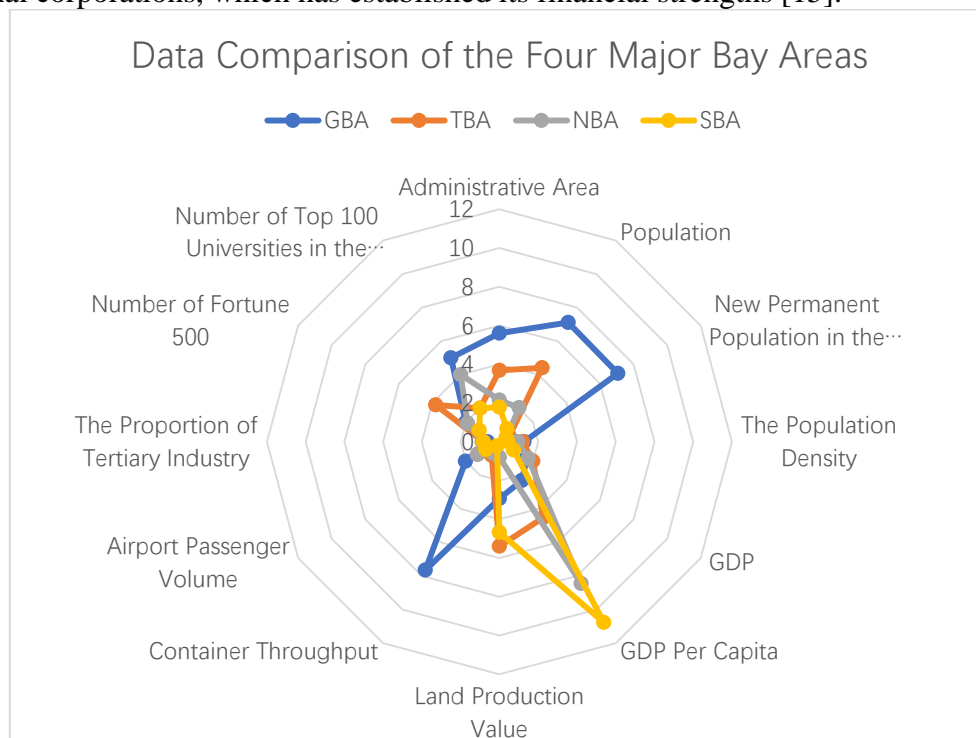 nal corporations, which has established its financial strengths [13].
Data Comparison of the Four Major Bay Areas
GBA TBA NBA SBA
Administrative Area
Population
New Permanent
Population in the…
The Population
Density
GDP
GDP Per Capita
Land Production
Value
Container Throughput
Airport Passenger
Volume
The Proportion of
Tertiary Industry
Number of Fortune
500
Number of Top 100
Universities in the…
12
10
8
6
4
2
0